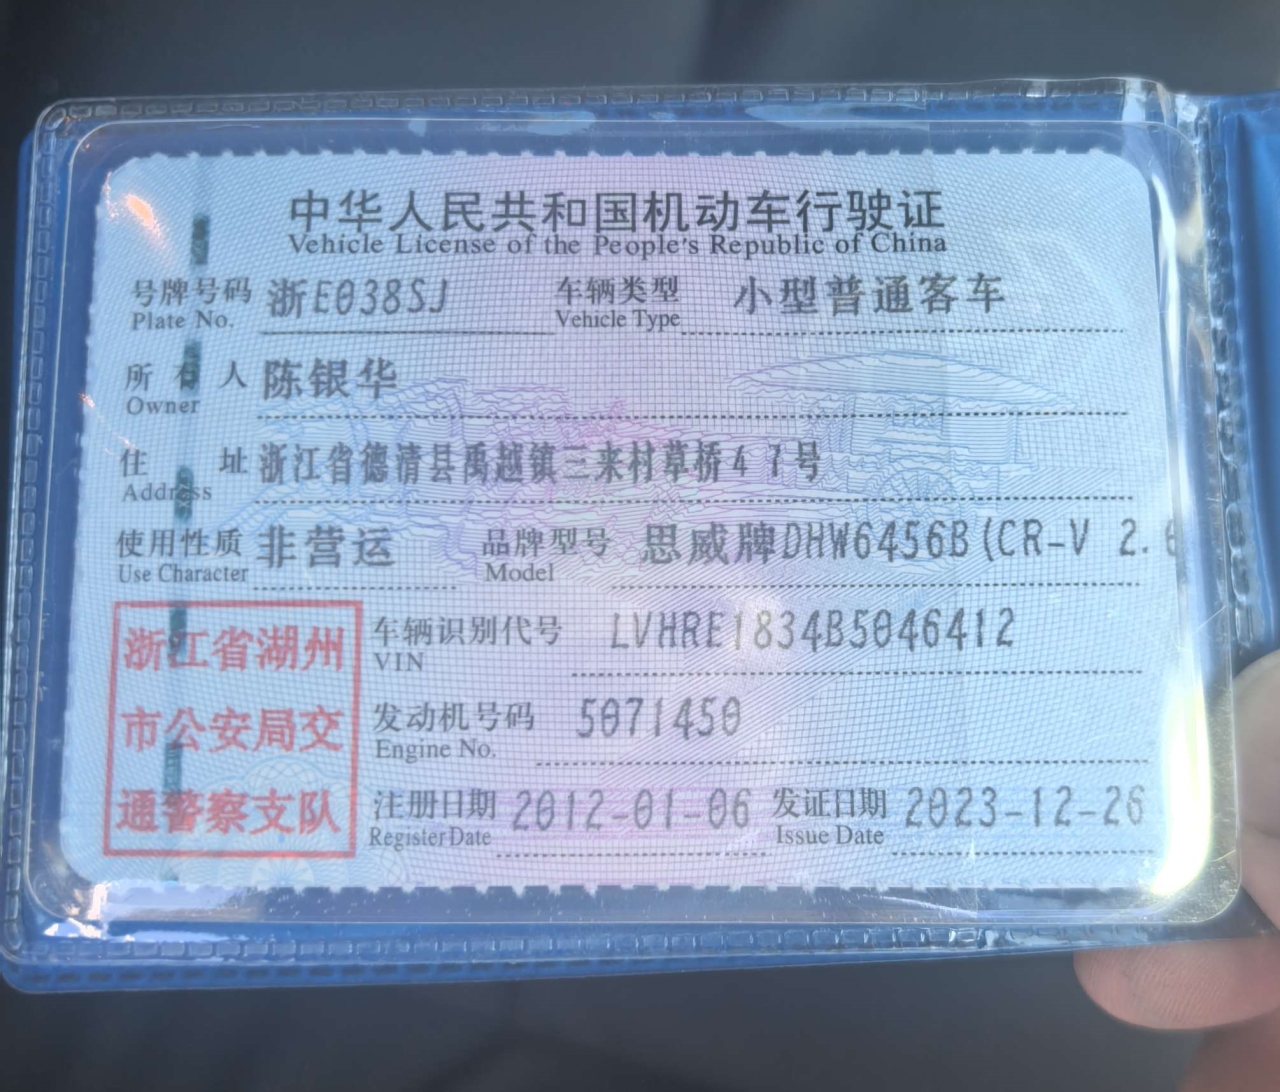 中华人民共和国机动车行驶证
Vehicle License of the People's Republic of China
号牌号码 浙E038SJ 车辆类型 小型普通客车
Plate No. Vehicle Type
所有人 陈银华
Owner
住址 浙江省德清县禹越镇三来村草桥47号
Address
使用性质 非营运 品牌型号 思威牌DHW6456B(CR-V 2.
Use Character Model
浙江省湖州 车辆识别代号 LVHRE1834B5046412
VIN
市公安局交 发动机号码 5071450
Engine No.
通警察支队 注册日期 2012-01-06 发证日期 2023-12-26
Register Date Issue Date